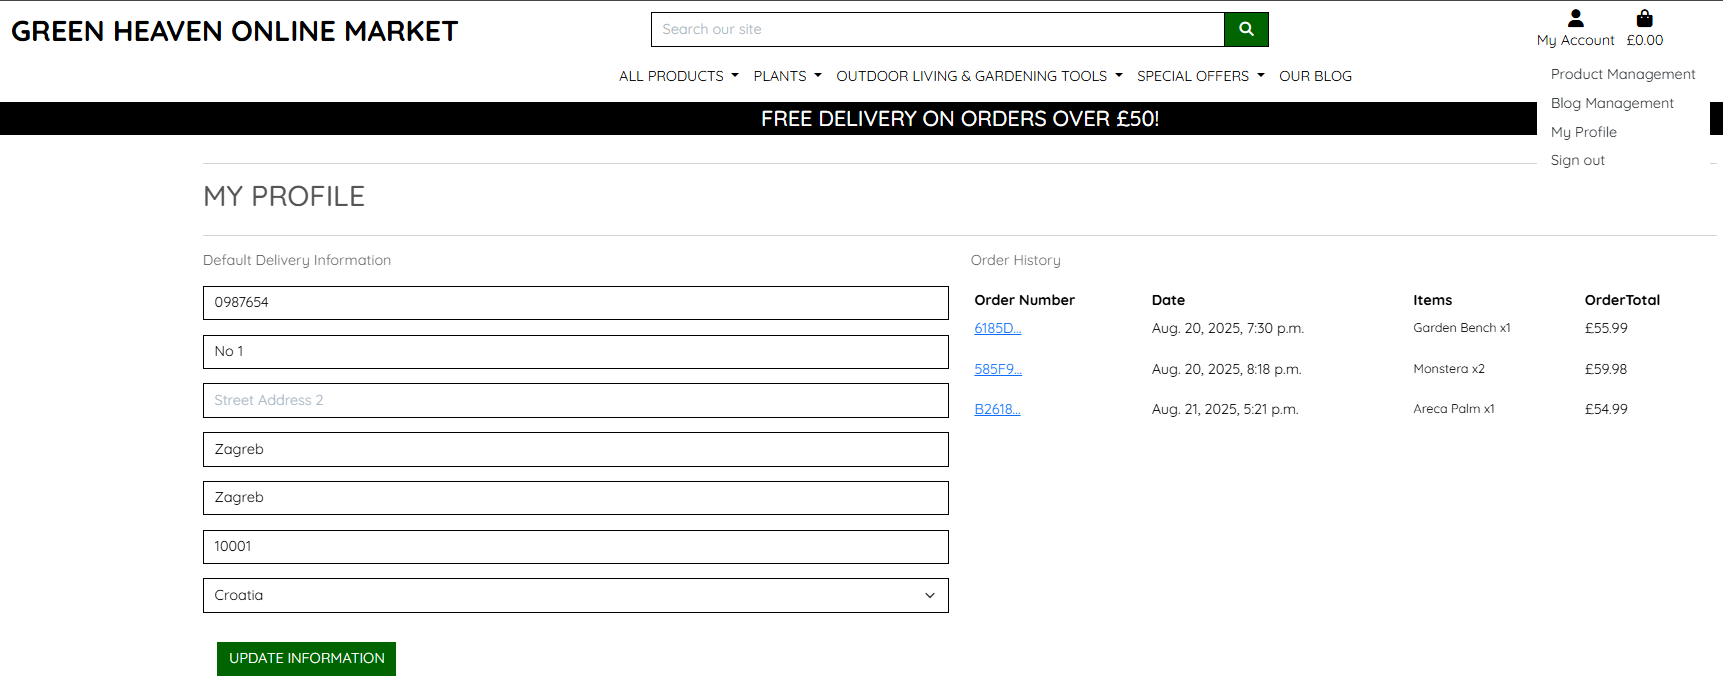 GREEN HEAVEN ONLINE MARKET
Search our site
My Account £0.00
ALL PRODUCTS PLANTS OUTDOOR LIVING & GARDENING TOOLS SPECIAL OFFERS OUR BLOG
Product Management
Blog Management
My Profile
Sign out
FREE DELIVERY ON ORDERS OVER £50!
MY PROFILE
Default Delivery Information
0987654
No 1
Street Address 2
Zagreb
Zagreb
10001
Croatia
UPDATE INFORMATION
Order History
Order Number Date Items OrderTotal
6185D... Aug. 20, 2025, 7:30 p.m. Garden Bench x1 £55.99
585F9... Aug. 20, 2025, 8:18 p.m. Monstera x2 £59.98
B2618... Aug. 21, 2025, 5:21 p.m. Areca Palm x1 £54.99